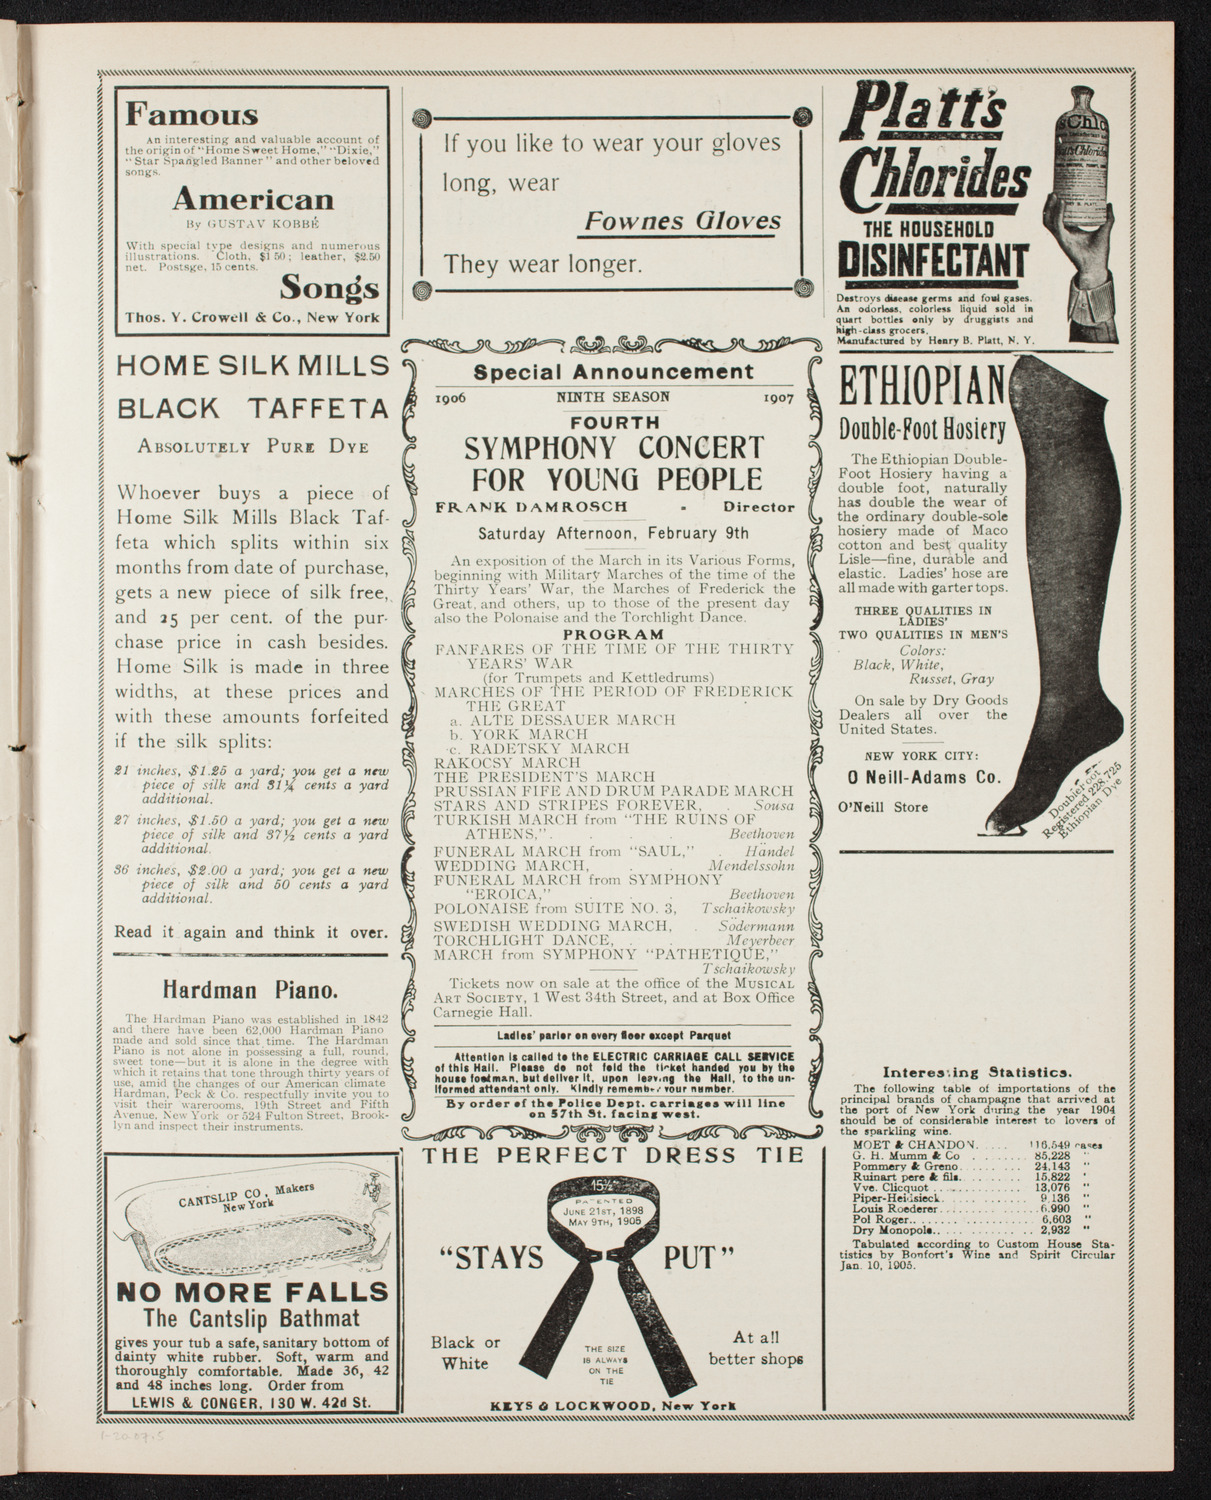 Famous
An interesting and valuable account of
the origin of "Home Sweet Home," "Dixie,"
"Star Spangled Banner" and other beloved
songs.
American
By GUSTAV KOBBÉ
With special type designs and numerous
illustrations. Cloth, $1 50; leather, $2.50
net. Postsge, 15 cents.
Songs
Thos. Y. Crowell & Co., New York
HOME SILK MILLS
BLACK TAFFETA
ABSOLUTELY PURE DYE
Whoever buys a piece of
Home Silk Mills Black Taf-
feta which splits within six
months from date of purchase,
gets a new piece of silk free,
and 25 per cent. of the pur-
chase price in cash besides.
Home Silk is made in three
widths, at these prices and
with these amounts forfeited
if the silk splits:
21 inches, $1.25 a yard; you get a new
piece of silk and 31¼ cents a yard
additional.
27 inches, $1.50 a yard; you get a new
piece of silk and 37½ cents a yard
additional.
36 inches, $2.00 a yard; you get a new
piece of silk and 50 cents a yard
additional.
Read it again and think it over.
Hardman Piano.
The Hardman Piano was established in 1842
and there have been 62,000 Hardman Piano
made and sold since that time. The Hardman
Piano is not alone in possessing a full, round,
sweet tone—but it is alone in the degree with
which it retains that tone through thirty years of
use, amid the changes of our American climate
Hardman, Peck & Co. respectfully invite you to
visit their warerooms, 19th Street and Fifth
Avenue, New York or 524 Fulton Street, Brook-
lyn and inspect their instruments.
CANTSLIP CO, Makers
New York
NO MORE FALLS
The Cantslip Bathmat
gives your tub a safe, sanitary bottom of
dainty white rubber. Soft, warm and
thoroughly comfortable. Made 36, 42
and 48 inches long. Order from
LEWIS & CONGER, 130 W. 42d St.
If you like to wear your gloves
long, wear
Fownes Gloves
They wear longer.
Special Announcement
1906 NINTH SEASON 1907
FOURTH
SYMPHONY CONCERT
FOR YOUNG PEOPLE
FRANK DAMROSCH - Director
Saturday Afternoon, February 9th
An exposition of the March in its Various Forms,
beginning with Military Marches of the time of the
Thirty Years' War, the Marches of Frederick the
Great, and others, up to those of the present day
also the Polonaise and the Torchlight Dance.
PROGRAM
FANFARES OF THE TIME OF THE THIRTY
YEARS' WAR
(for Trumpets and Kettledrums)
MARCHES OF THE PERIOD OF FREDERICK
THE GREAT
a. ALTE DESSAUER MARCH
b. YORK MARCH
c. RADETSKY MARCH
RAKOCSY MARCH
THE PRESIDENT'S MARCH
PRUSSIAN FIFE AND DRUM PARADE MARCH
STARS AND STRIPES FOREVER, . Sousa
TURKISH MARCH from "THE RUINS OF
ATHENS,". . . . Beethoven
FUNERAL MARCH from "SAUL," . Händel
WEDDING MARCH, . . Mendelssohn
FUNERAL MARCH from SYMPHONY
"EROICA," . . . Beethoven
POLONAISE from SUITE NO. 3, Tschaikowsky
SWEDISH WEDDING MARCH, . Södermann
TORCHLIGHT DANCE, . . Meyerbeer
MARCH from SYMPHONY "PATHETIQUE,"
Tschaikowsky
Tickets now on sale at the office of the MUSICAL
ART SOCIETY, 1 West 34th Street, and at Box Office
Carnegie Hall.
Ladies' parlor on every floor except Parquet
Attention is called to the ELECTRIC CARRIAGE CALL SERVICE
of this Hall. Please do not fold the ticket handed you by the
house footman, but deliver it, upon leaving the Hall, to the un-
iformed attendant only. Kindly remember your number.
By order of the Police Dept. carriages will line
on 57th St. facing west.
THE PERFECT DRESS TIE
15½
PATENTED
JUNE 21ST, 1898
MAY 9TH, 1905
"STAYS PUT"
Black or
White
THE SIZE
IS ALWAYS
ON THE
TIE
At all
better shops
KEYS & LOCKWOOD, New York
Platt's
Chlorides
THE HOUSEHOLD
DISINFECTANT
Destroys disease germs and foul gases.
An odorless, colorless liquid sold in
quart bottles only by druggists and
high-class grocers.
Manufactured by Henry B. Platt, N. Y.
ETHIOPIAN
Double-Foot Hosiery
The Ethiopian Double-
Foot Hosiery having a
double foot, naturally
has double the wear of
the ordinary double-sole
hosiery made of Maco
cotton and best quality
Lisle—fine, durable and
elastic. Ladies' hose are
all made with garter tops.
THREE QUALITIES IN
LADIES'
TWO QUALITIES IN MEN'S
Colors:
Black, White,
Russet, Gray
On sale by Dry Goods
Dealers all over the
United States.
NEW YORK CITY:
O Neill-Adams Co.
O'Neill Store
Double Foot
Registered 228,725
Ethiopian Dye
Interesting Statistics.
The following table of importations of the
principal brands of champagne that arrived at
the port of New York during the year 1904
should be of considerable interest to lovers of
the sparkling wine.
MOET & CHANDON. .... 116,549 cases
G. H. Mumm & Co ........ 85,228 "
Pommery & Greno. ........ 24,143 "
Ruinart pere & fils. ........ 15,822 "
Vve. Clicquot ............ 13,076 "
Piper-Heidsieck. ............ 9,136 "
Louis Roederer. ............ 6,990 "
Pol Roger.. ............ 6,603 "
Dry Monopole.. ............ 2,932 "
Tabulated according to Custom House Sta-
tistics by Bonfort's Wine and Spirit Circular
Jan. 10, 1905.
1-20-07.5